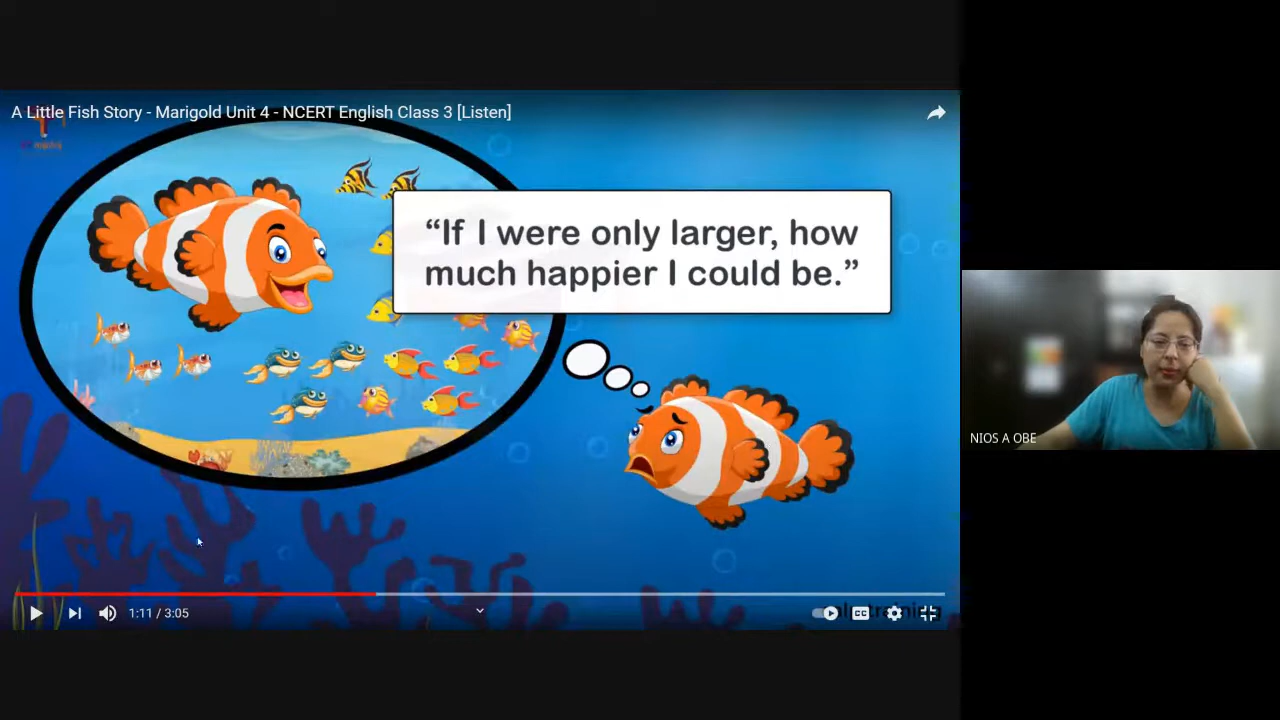 A Little Fish Story - Marigold Unit 4 - NCERT English Class 3 [Listen]
“If I were only larger, how
much happier I could be.”
NIOS A OBE
1:11 / 3:05
CC